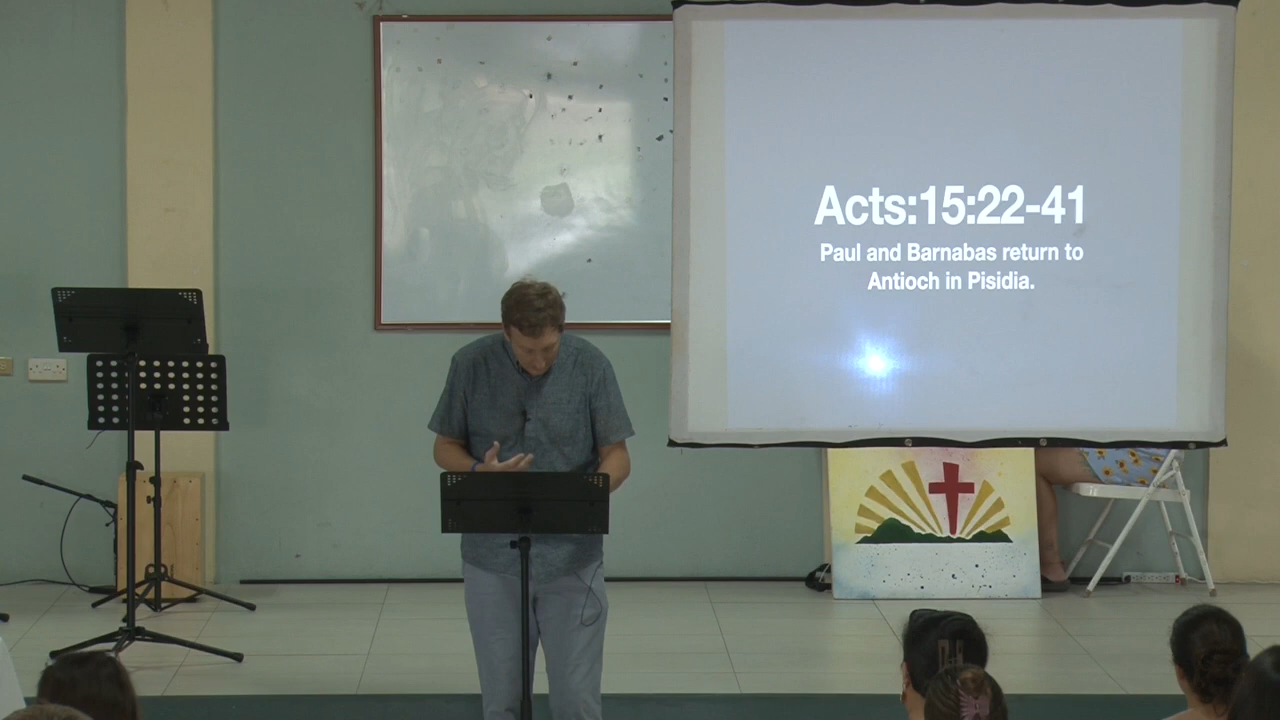 Acts:15:22-41
Paul and Barnabas return to
Antioch in Pisidia.